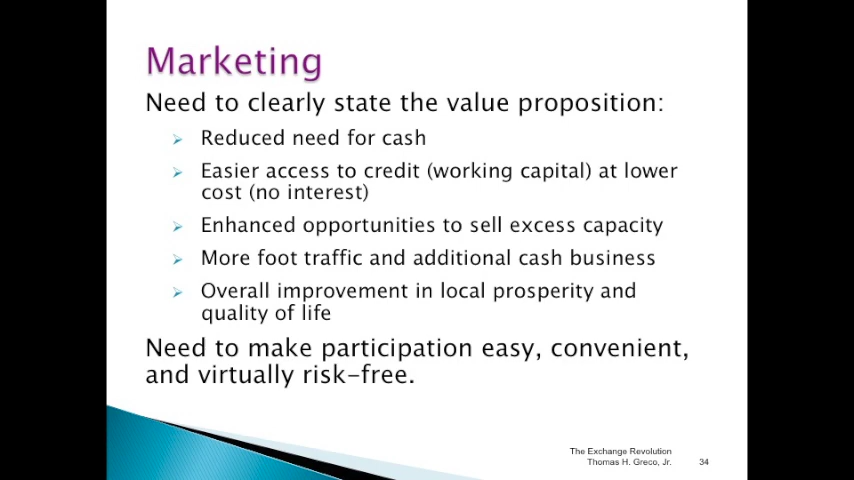 Marketing
Need to clearly state the value proposition:
Reduced need for cash
Easier access to credit (working capital) at lower
cost (no interest)
Enhanced opportunities to sell excess capacity
More foot traffic and additional cash business
Overall improvement in local prosperity and
quality of life
Need to make participation easy, convenient,
and virtually risk-free.
The Exchange Revolution
Thomas H. Greco, Jr.
34